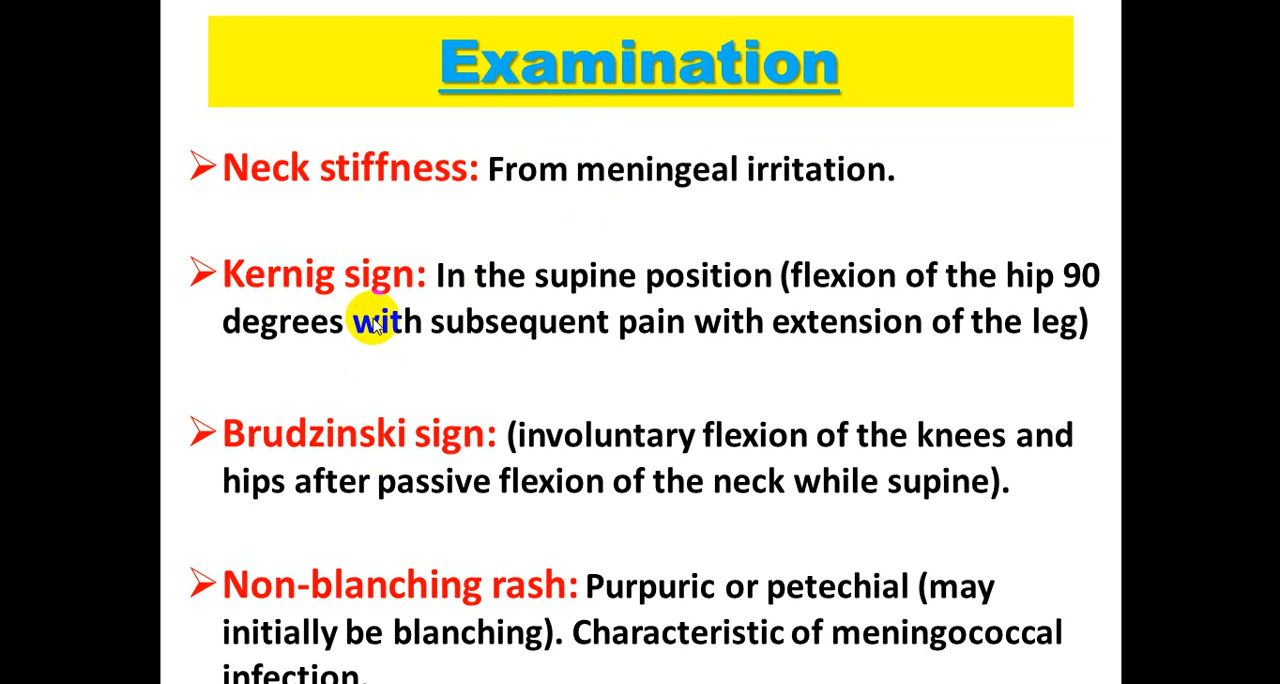 Examination
Neck stiffness: From meningeal irritation.
Kernig sign: In the supine position (flexion of the hip 90
degrees with subsequent pain with extension of the leg)
Brudzinski sign: (involuntary flexion of the knees and
hips after passive flexion of the neck while supine).
Non-blanching rash: Purpuric or petechial (may
initially be blanching). Characteristic of meningococcal
infection.